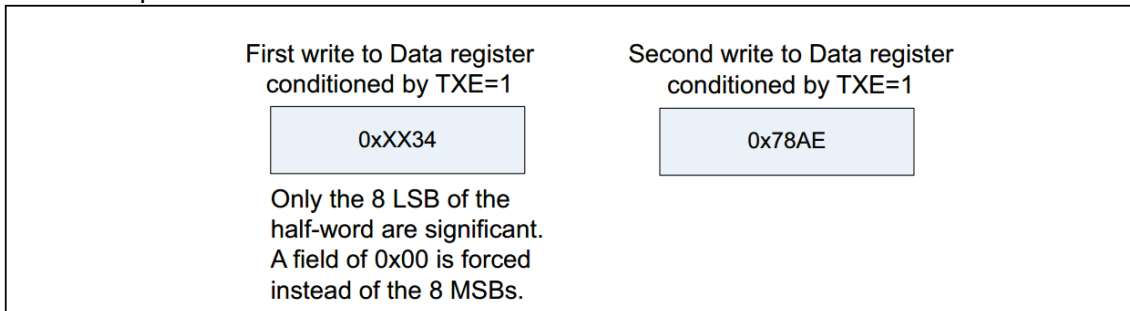 First write to Data register
conditioned by TXE=1
0xXX34
Only the 8 LSB of the
half-word are significant.
A field of 0x00 is forced
instead of the 8 MSBs.
Second write to Data register
conditioned by TXE=1
0x78AE